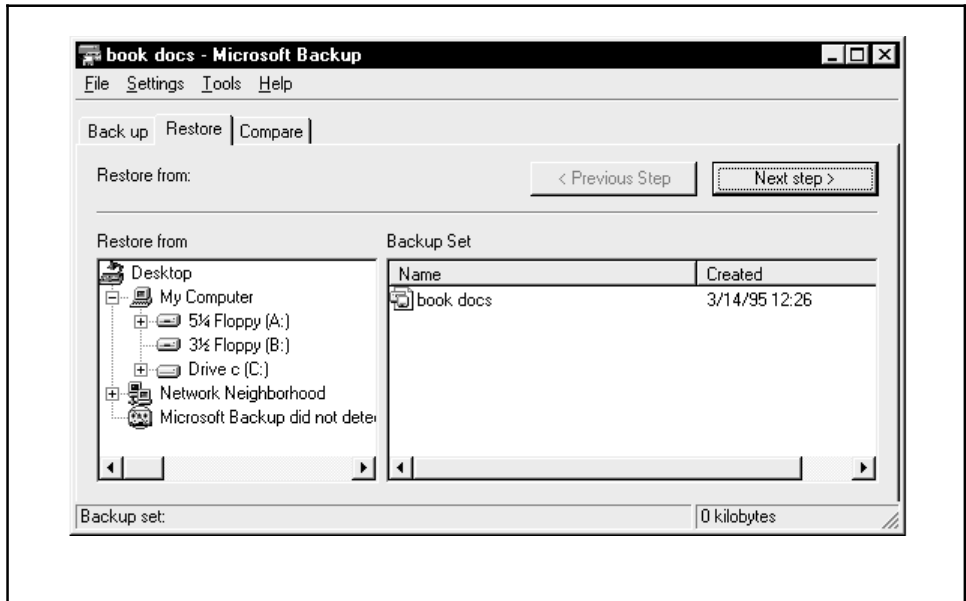 book docs - Microsoft Backup
File Settings Tools Help
Back up Restore Compare
Restore from: < Previous Step Next step >
Restore from Backup Set
Desktop Name Created
My Computer book docs 3/14/95 12:26
5¼ Floppy (A:)
3½ Floppy (B:)
Drive c (C:)
Network Neighborhood
Microsoft Backup did not dete
Backup set: 0 kilobytes